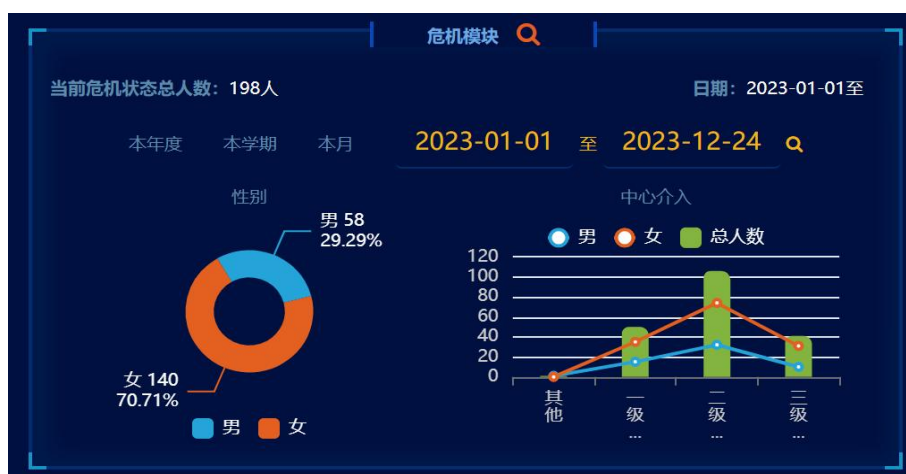 危机模块
当前危机状态总人数：198人
日期：2023-01-01至
本年度 本学期 本月 2023-01-01 至 2023-12-24
性别
男 58
29.29%
女 140
70.71%
男 女
中心介入
男 女 总人数
120
100
80
60
40
20
0
其他
一级...
二级...
三级...